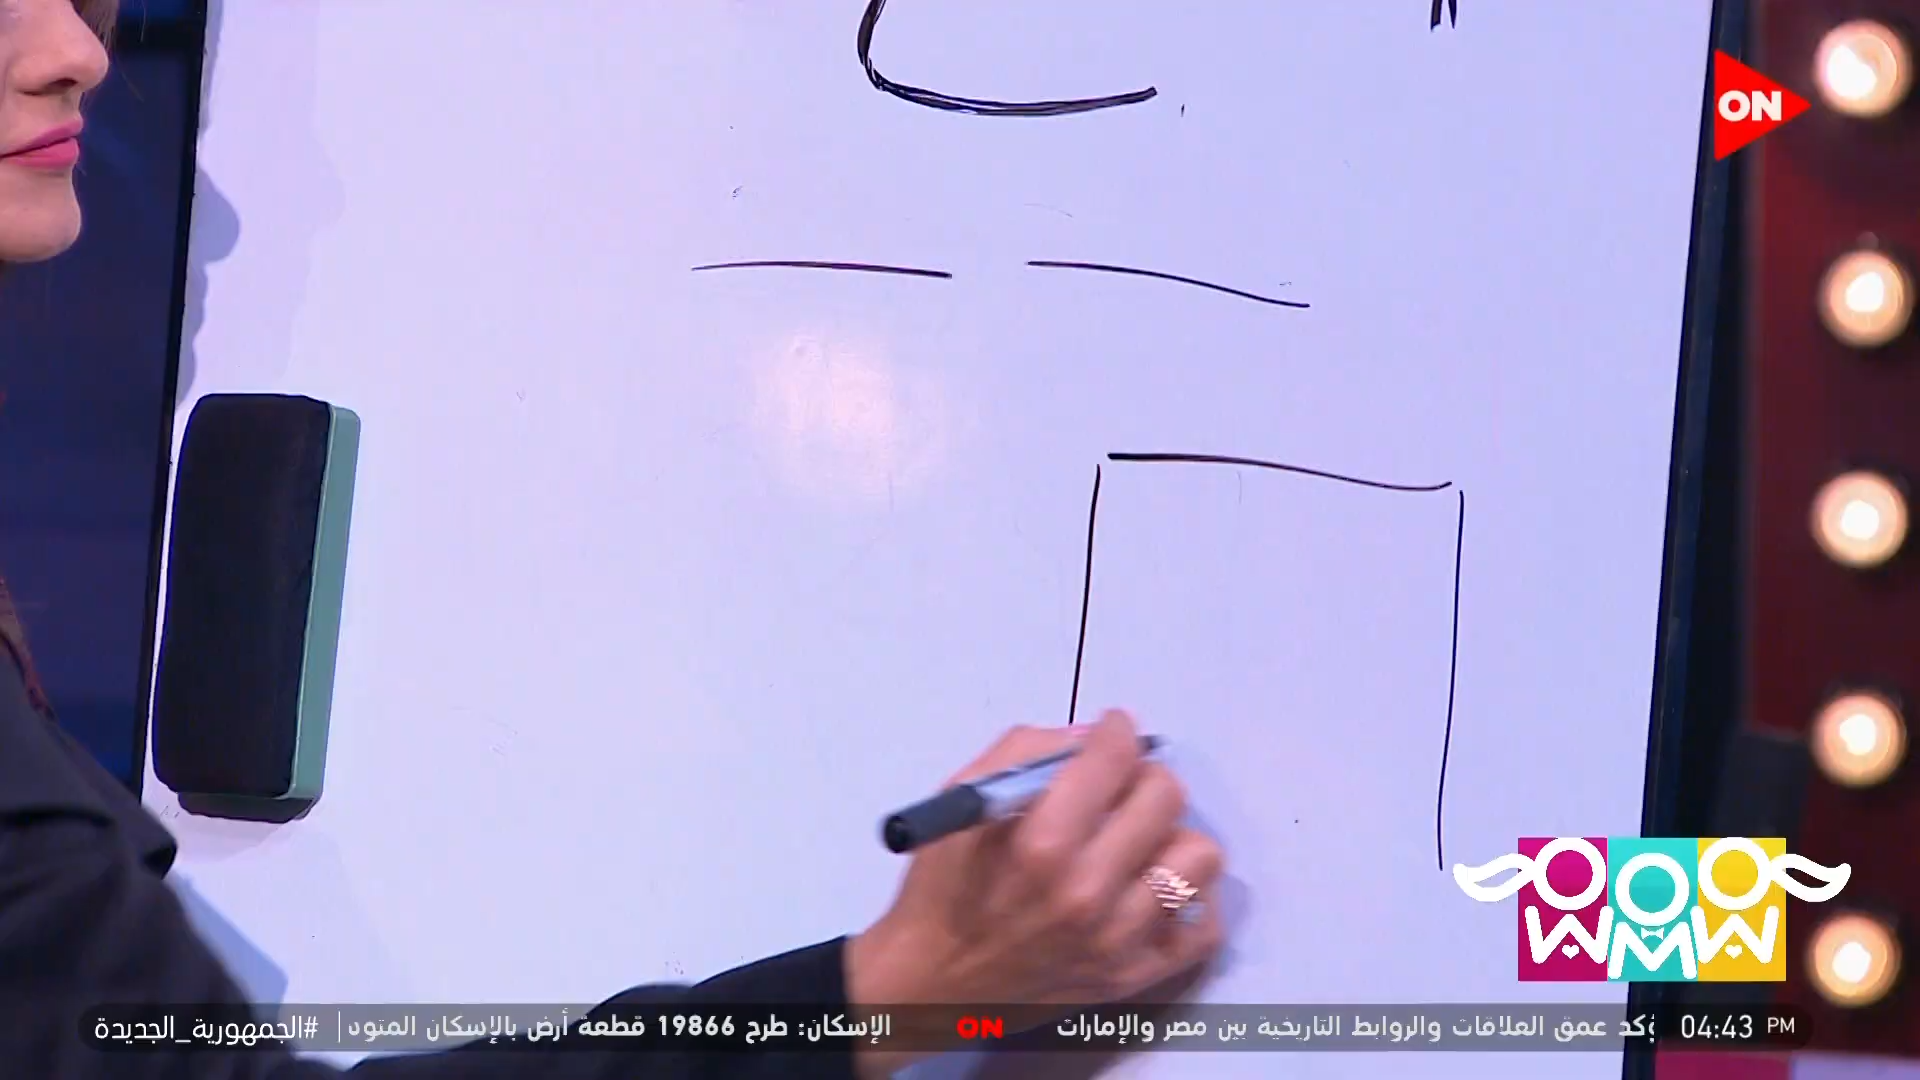 ON
WMW
#الجمهورية_الجديدة
الإسكان: طرح 19866 قطعة أرض بالإسكان المتوس
ON
ؤكد عمق العلاقات والروابط التاريخية بين مصر والإمارات
04:43 PM